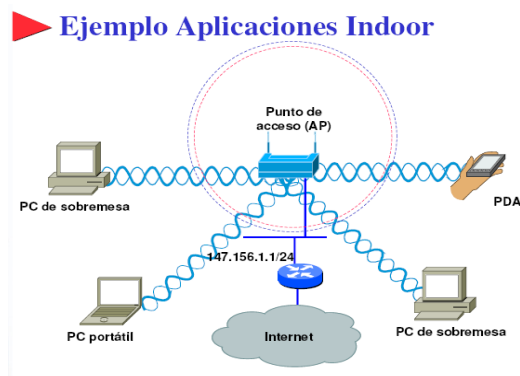 Ejemplo Aplicaciones Indoor
Punto de
acceso (AP)
PC de sobremesa
PDA
147.156.1.1/24
PC portátil
Internet
PC de sobremesa